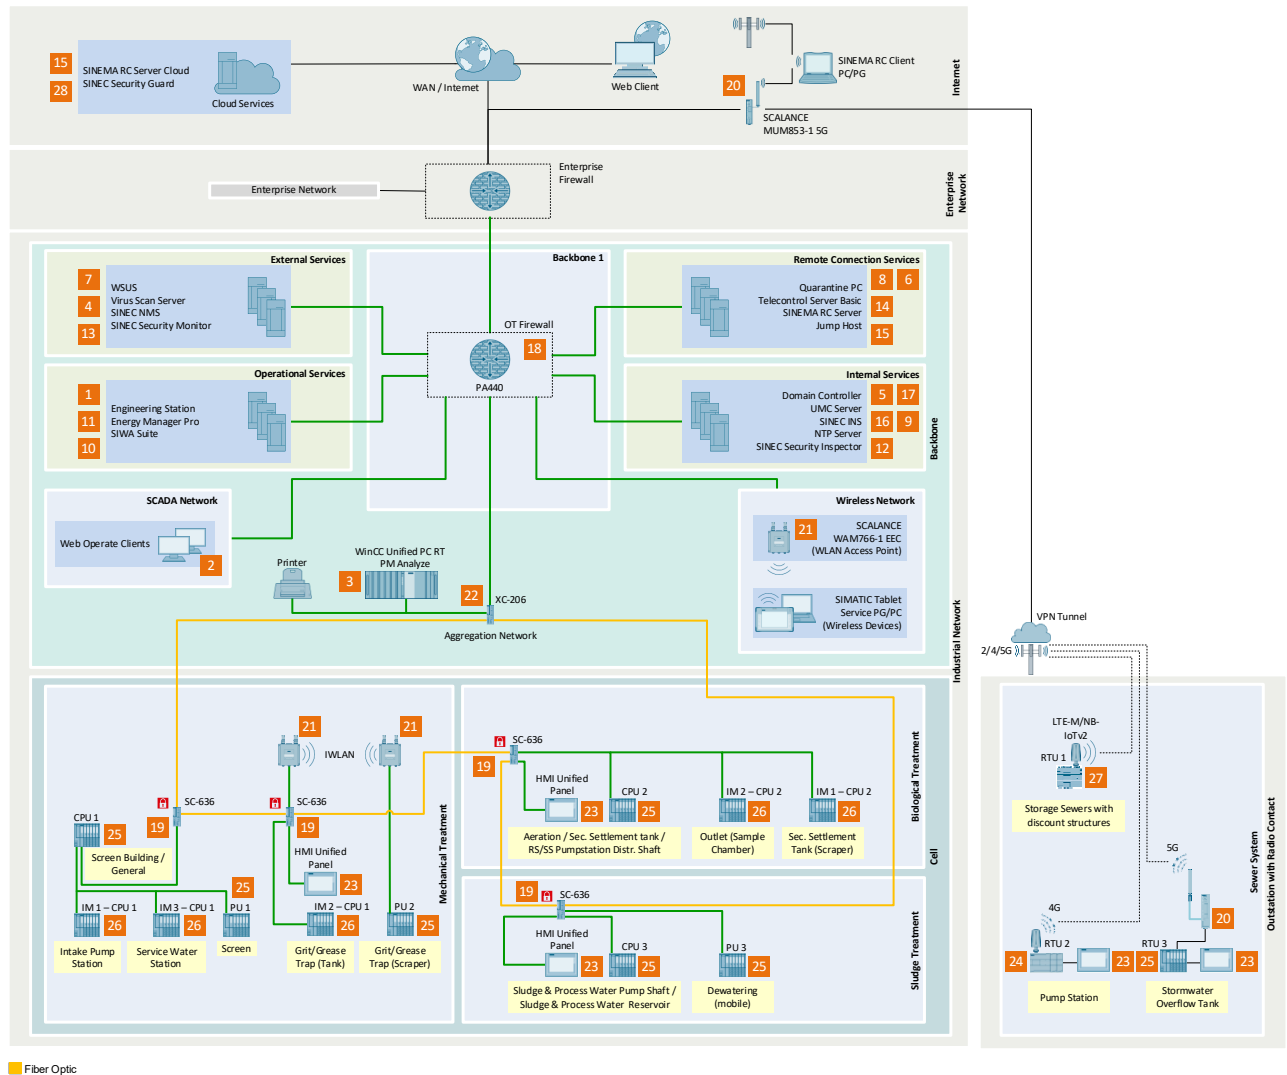 15
SINEMA RC Server Cloud
28
SINEC Security Guard
Cloud Services
WAN / Internet
Web Client
SINEMA RC Client
PC/PG
20
SCALANCE
MUM853-1 5G
Internet
Enterprise
Firewall
Enterprise Network
Enterprise
Network
External Services
7
4
13
WSUS
Virus Scan Server
SINEC NMS
SINEC Security Monitor
Backbone 1
OT Firewall
18
PA440
Remote Connection Services
Quarantine PC
Telecontrol Server Basic
SINEMA RC Server
Jump Host
8
6
14
15
Operational Services
1
11
10
Engineering Station
Energy Manager Pro
SIWA Suite
Internal Services
Domain Controller
UMC Server
SINEC INS
NTP Server
SINEC Security Inspector
5
17
16
9
12
Backbone
SCADA Network
Web Operate Clients
2
Printer
WinCC Unified PC RT
PM Analyze
3
22
XC-206
Aggregation Network
Wireless Network
21
SCALANCE
WAM766-1 EEC
(WLAN Access Point)
SIMATIC Tablet
Service PG/PC
(Wireless Devices)
Industrial Network
VPN Tunnel
2/4/5G
21
IWLAN
21
SC-636
19
SC-636
19
CPU 1
25
Screen Building /
General
HMI Unified
Panel
23
25
IM 1 – CPU 1
26
Intake Pump
Station
IM 3 – CPU 1
26
Service Water
Station
PU 1
Screen
IM 2 – CPU 1
26
Grit/Grease
Trap (Tank)
PU 2
25
Grit/Grease
Trap (Scraper)
Mechanical Treatment
SC-636
19
HMI Unified
Panel
23
CPU 2
25
Aeration / Sec. Settlement tank /
RS/SS Pumpstation Distr. Shaft
IM 2 – CPU 2
26
Outlet (Sample
Chamber)
IM 1 – CPU 2
26
Sec. Settlement
Tank (Scraper)
Biological Treatment
Cell
19
SC-636
HMI Unified
Panel
23
CPU 3
25
Sludge & Process Water Pump Shaft /
Sludge & Process Water Reservoir
PU 3
25
Dewatering
(mobile)
Sludge Treatment
LTE-M/NB-
IoTv2
RTU 1
27
Storage Sewers with
discount structures
5G
20
4G
24
RTU 2
23
Pump Station
RTU 3
25
23
Stormwater
Overflow Tank
Sewer System
Outstation with Radio Contact
Fiber Optic